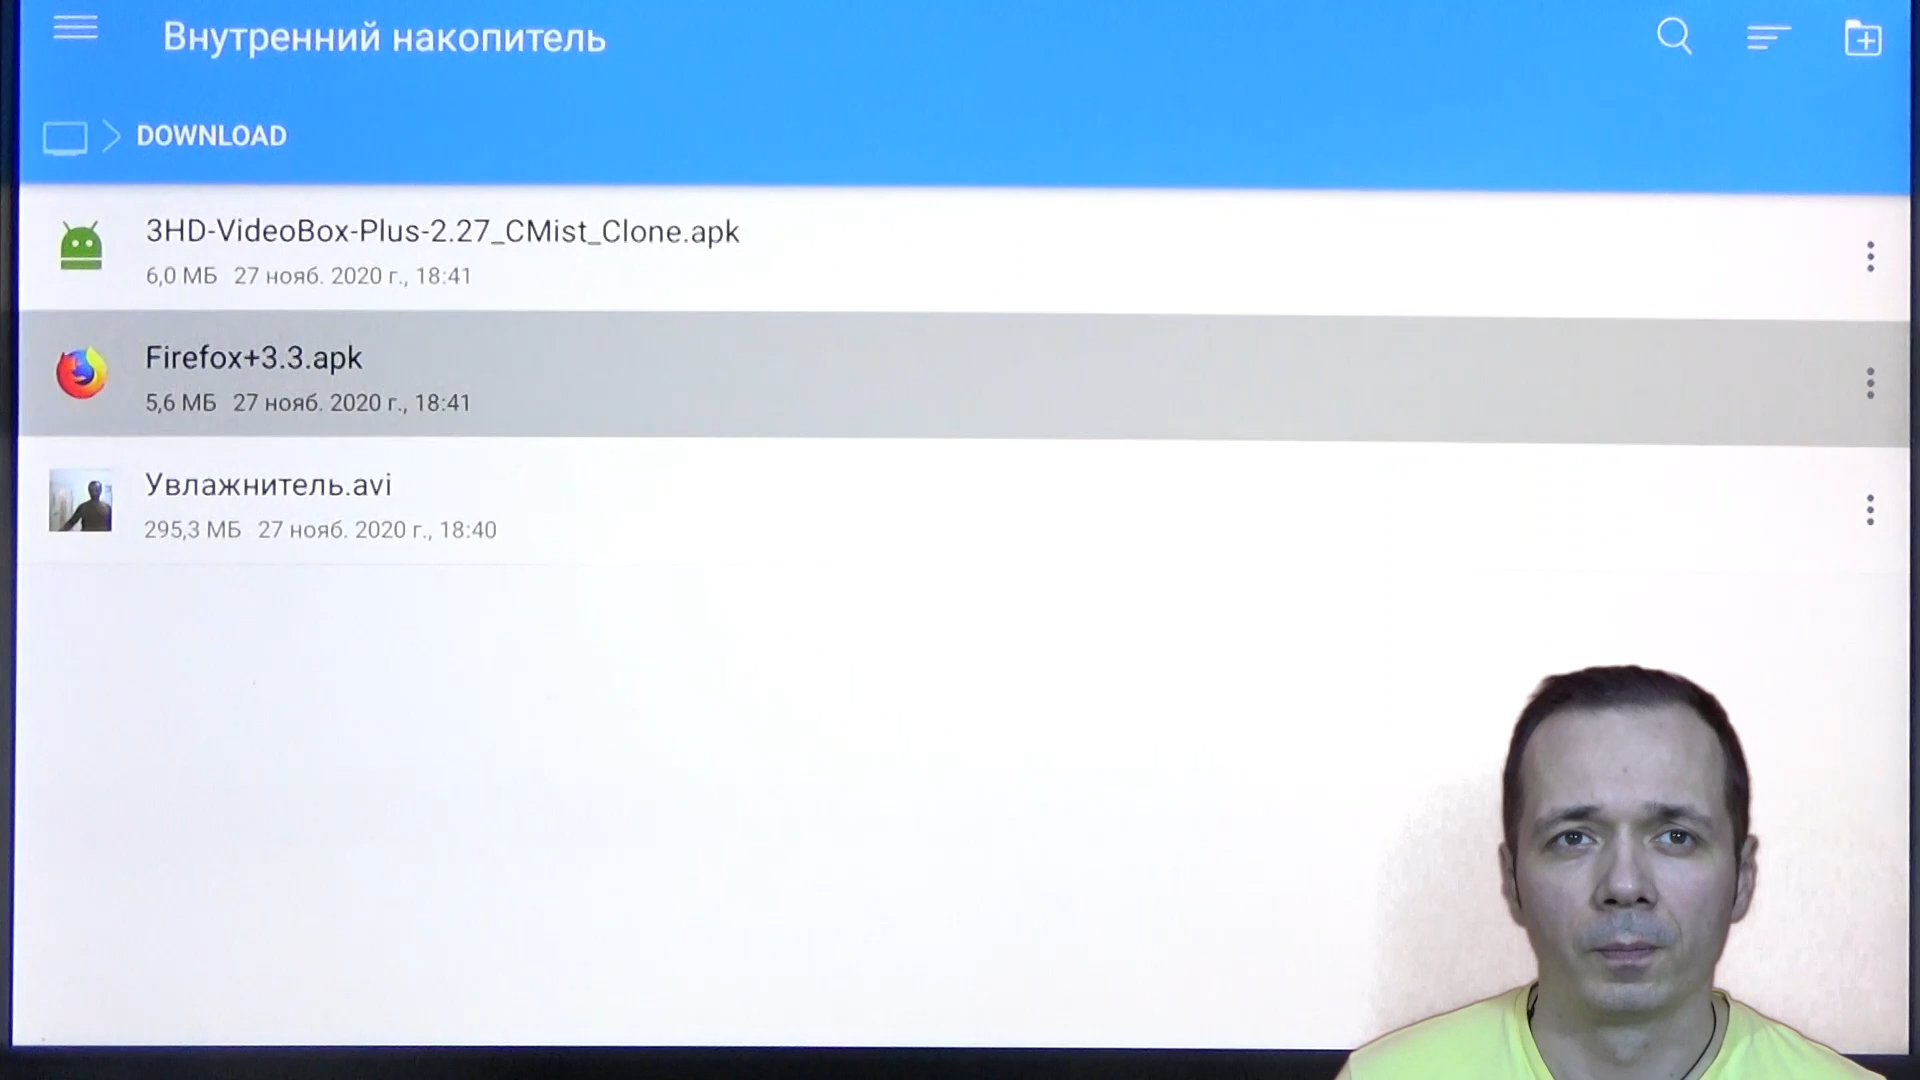 Внутренний накопитель
DOWNLOAD
3HD-VideoBox-Plus-2.27_CMist_Clone.apk
6,0 МБ 27 нояб. 2020 г., 18:41
Firefox+3.3.apk
5,6 МБ 27 нояб. 2020 г., 18:41
Увлажнитель.avi
295,3 МБ 27 нояб. 2020 г., 18:40